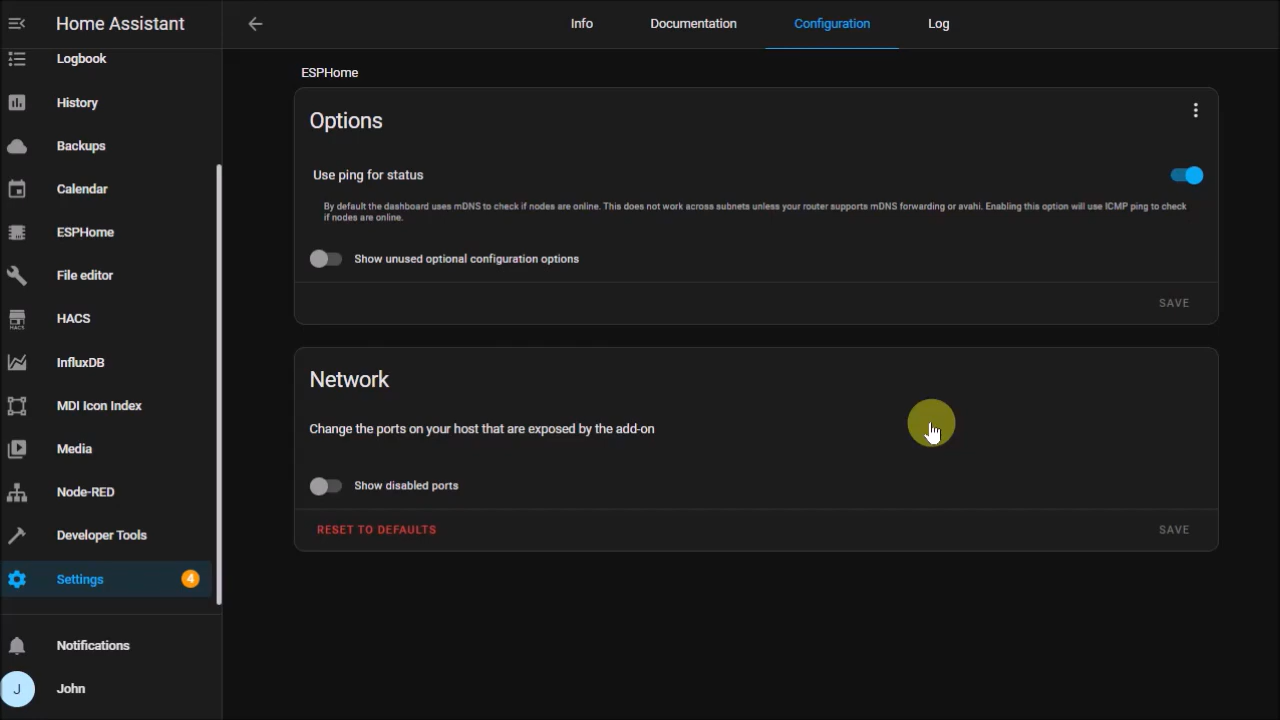 Home Assistant
Info
Documentation
Configuration
Log
Logbook
History
Backups
Calendar
ESPHome
File editor
HACS
HACS
InfluxDB
MDI Icon Index
Media
Node-RED
Developer Tools
Settings
4
Notifications
J
John
ESPHome
Options
Use ping for status
By default the dashboard uses mDNS to check if nodes are online. This does not work across subnets unless your router supports mDNS forwarding or avahi. Enabling this option will use ICMP ping to check
if nodes are online.
Show unused optional configuration options
SAVE
Network
Change the ports on your host that are exposed by the add-on
Show disabled ports
RESET TO DEFAULTS
SAVE